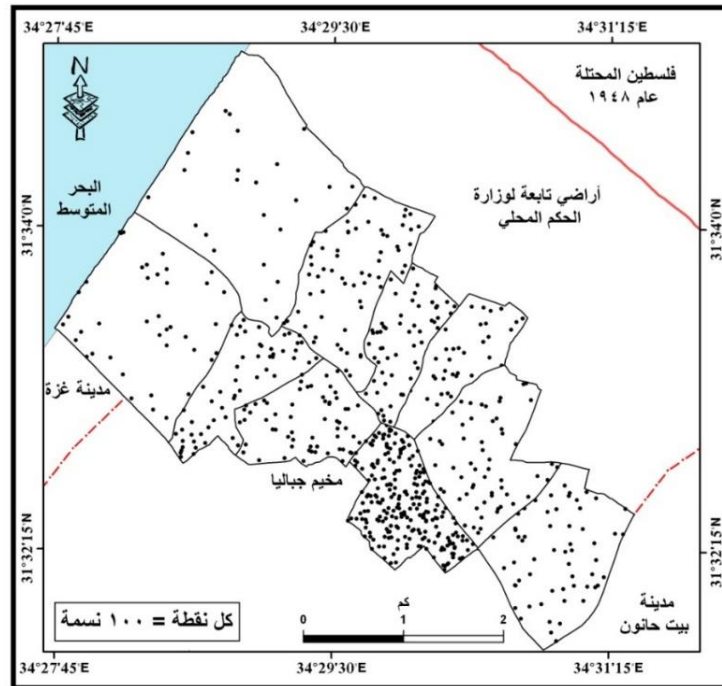 34°27'45"E
34°29'30"E
34°31'15"E
N
فلسطين المحتلة
عام ١٩٤٨
البحر
المتوسط
أراضي تابعة لوزارة
الحكم المحلي
31°34'0"N
31°34'0"N
مدينة غزة
مخيم جباليا
31°32'15"N
31°32'15"N
مدينة
بيت حانون
كل نقطة = ١٠٠ نسمة
كم
0
1
2
34°27'45"E
34°29'30"E
34°31'15"E